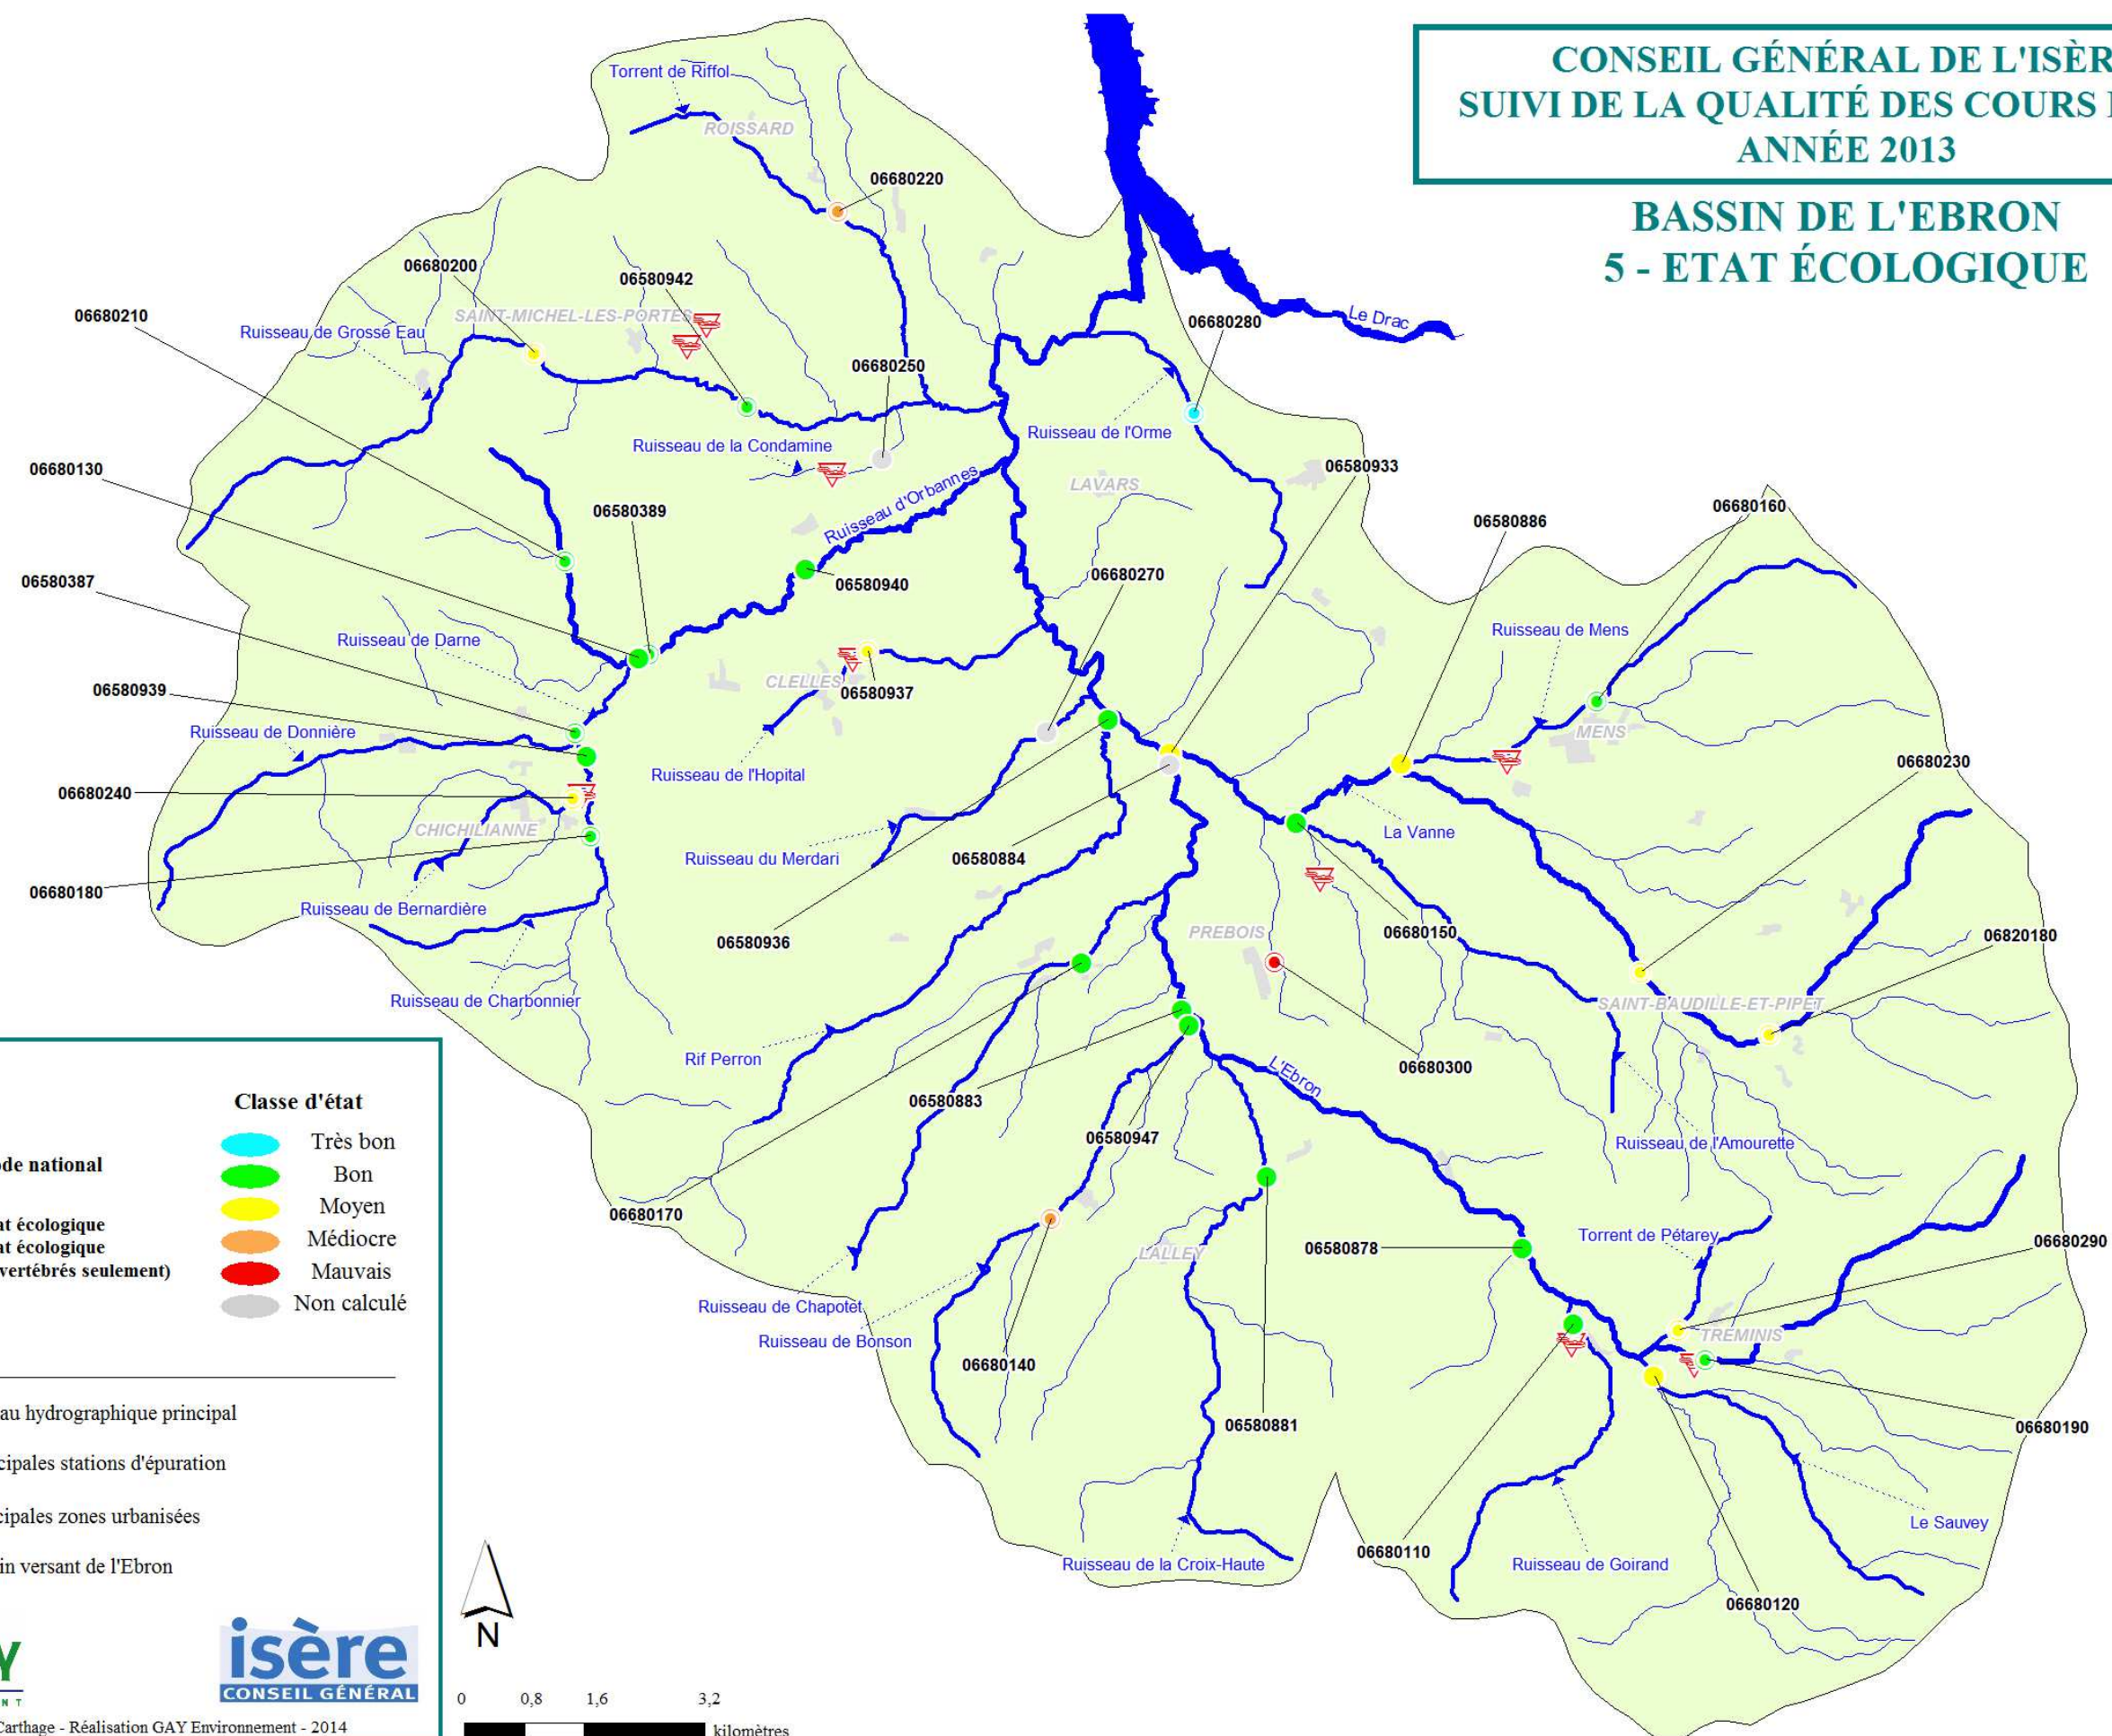 CONSEIL GÉNÉRAL DE L'ISÈR
SUIVI DE LA QUALITÉ DES COURS
ANNÉE 2013
BASSIN DE L'EBRON
5 - ETAT ÉCOLOGIQUE
Torrent de Riffol
ROISSARD
06680220
06680200
06580942
06680210
SAINT-MICHEL-LES-PORTES
Ruisseau de Grosse Eau
06680280
Le Drac
06680250
Ruisseau de la Condamine
Ruisseau de l'Orme
06680130
06580933
LAVARS
06580389
Ruisseau d'Orbannes
06680160
06580886
06580387
06580940
06680270
Ruisseau de Darne
Ruisseau de Mens
CLELLES
06580937
06580939
Ruisseau de Donnière
MENS
Ruisseau de l'Hopital
06680230
06680240
CHICHILIANNE
La Vanne
Ruisseau du Merdari
06580884
06680180
Ruisseau de Bernardière
06580936
PREBOIS
06680150
06820180
Ruisseau de Charbonnier
SAINT-BAUDILLE-ET-PIPET
Rif Perron
06680300
L'Ebron
06580883
06580947
Ruisseau de l'Amourette
06680170
LALLEY
06580878
Torrent de Pétarey
06680290
Ruisseau de Chapotet
Ruisseau de Bonson
TREMINIS
06680140
06580881
06680190
Le Sauvey
06680110
Ruisseau de la Croix-Haute
Ruisseau de Goirand
06680120
Classe d'état
Très bon
national
Bon
Moyen
écologique
Médiocre
écologique
seulement)
Mauvais
Non calculé
hydrographique principal
stations d'épuration
zones urbanisées
versant de l'Ebron
isère
CONSEIL GÉNÉRAL
Carthage - Réalisation GAY Environnement - 2014
N
0 0,8 1,6 3,2
kilomètres